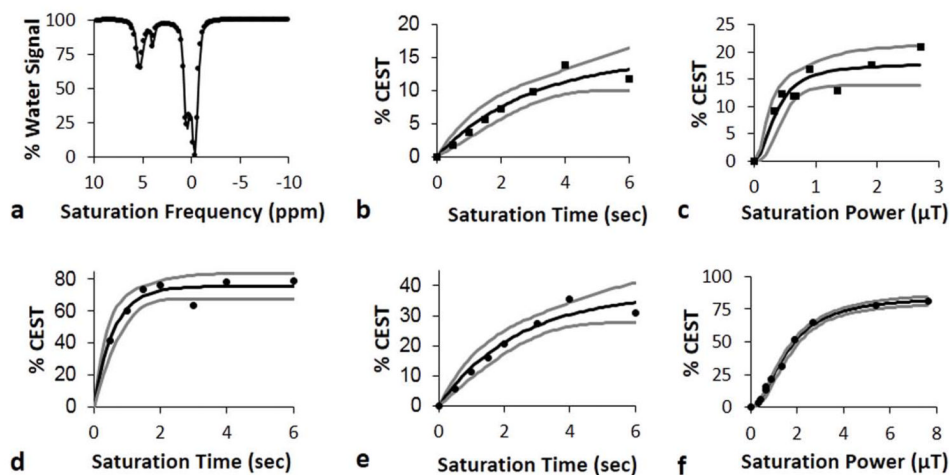 100
75
50
25
0
% Water Signal
10 5 0 -5 -10
a Saturation Frequency (ppm)
20
15
10
5
0
% CEST
0 2 4 6
b Saturation Time (sec)
25
20
15
10
5
0
% CEST
0 1 2 3
c Saturation Power (µT)
80
60
40
20
0
% CEST
0 2 4 6
d Saturation Time (sec)
40
30
20
10
0
% CEST
0 2 4 6
e Saturation Time (sec)
100
75
50
25
0
% CEST
0 2 4 6 8
f Saturation Power (µT)